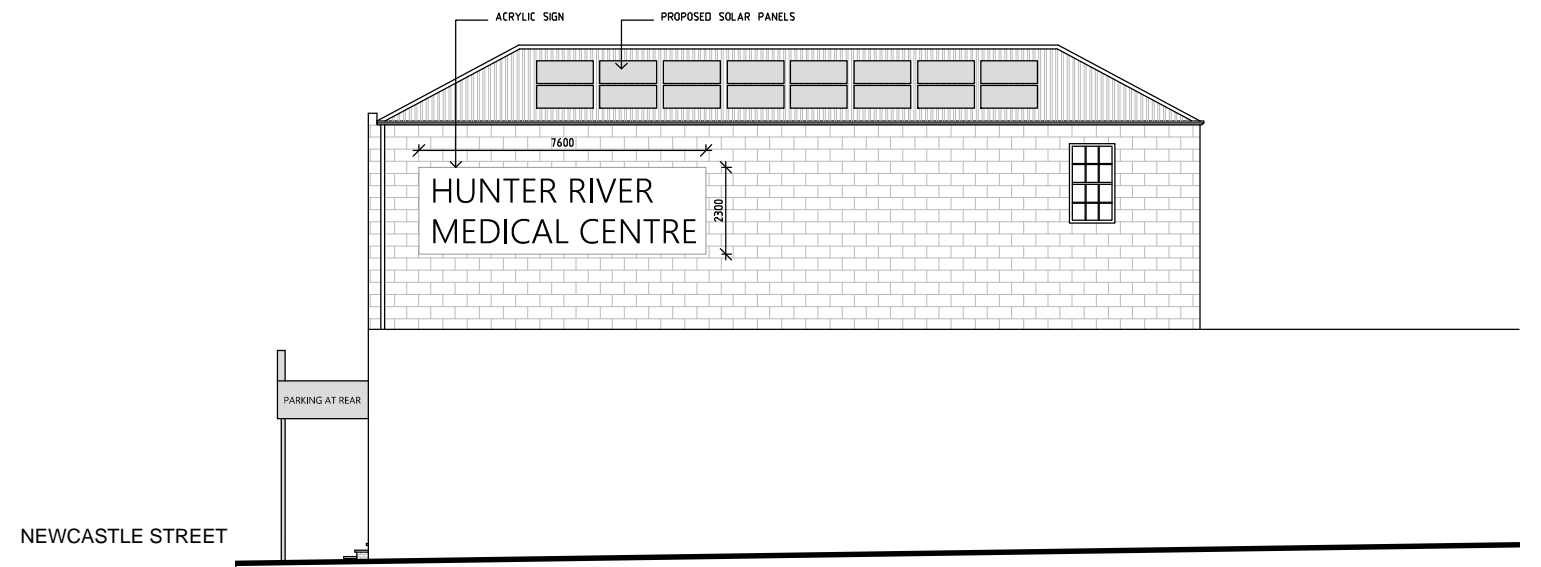 ACRYLIC SIGN
PROPOSED SOLAR PANELS
7600
HUNTER RIVER
MEDICAL CENTRE
2300
PARKING AT REAR
NEWCASTLE STREET